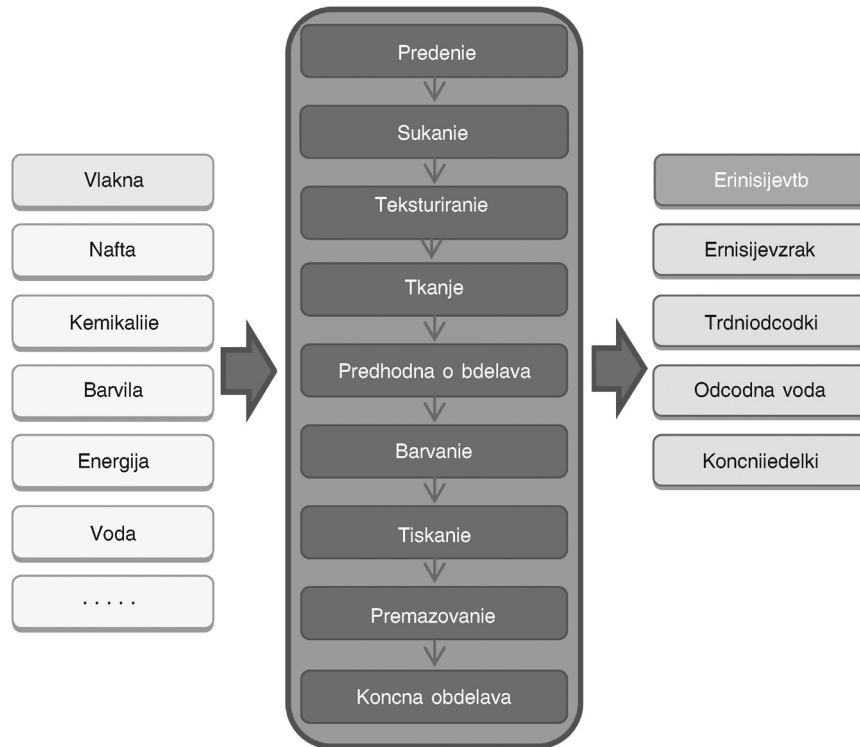 Vlakna
Nafta
Kemikaliie
Barvila
Energija
Voda
. . . . .
Predenie
Sukanie
Teksturiranie
Tkanje
Predhodna o bdelava
Barvanie
Tiskanie
Premazovanie
Koncna obdelava
Erinisijevtb
Ernisijevzrak
Trdniodcodki
Odcodna voda
Koncniiedelki